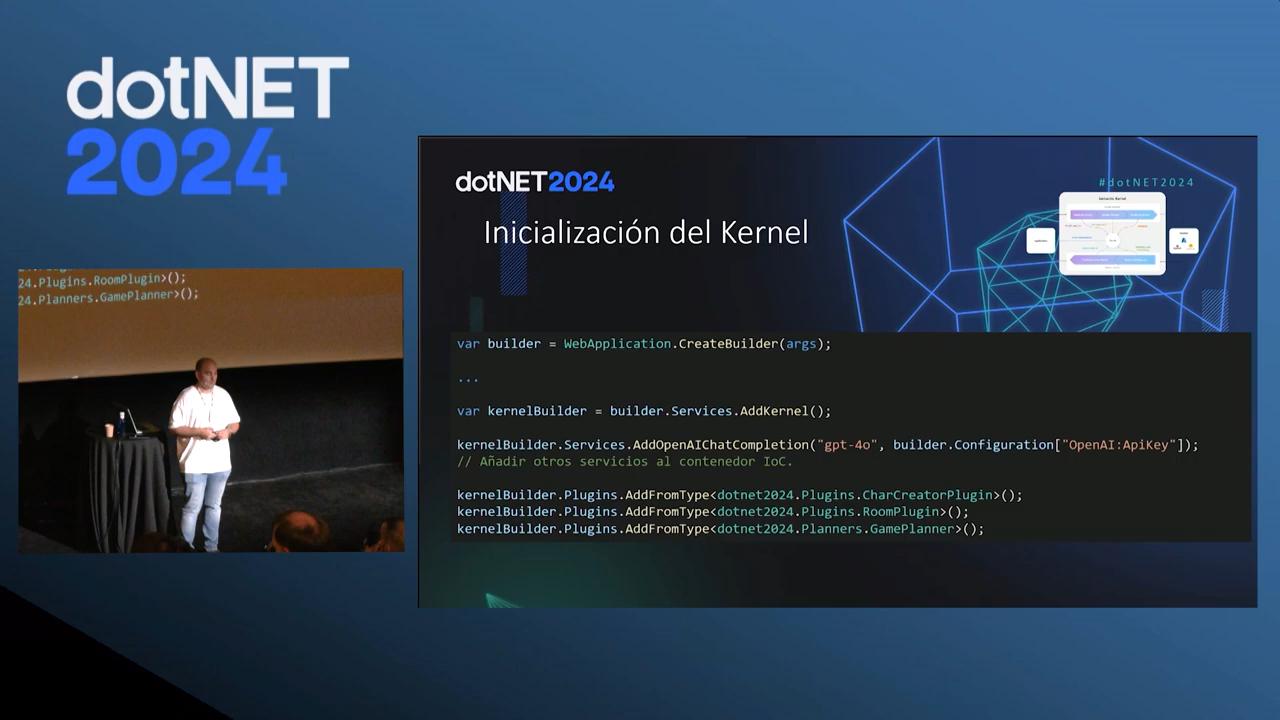 dotNET
2024
24.Plugins.RoomPlugin>();
24.Planners.GamePlanner>();
dotNET2024
#dotNET2024
Inicialización del Kernel
var builder = WebApplication.CreateBuilder(args);
...
var kernelBuilder = builder.Services.AddKernel();
kernelBuilder.Services.AddOpenAIChatCompletion("gpt-4o", builder.Configuration["OpenAI:ApiKey"]);
// Añadir otros servicios al contenedor IoC.
kernelBuilder.Plugins.AddFromType<dotnet2024.Plugins.CharCreatorPlugin>();
kernelBuilder.Plugins.AddFromType<dotnet2024.Plugins.RoomPlugin>();
kernelBuilder.Plugins.AddFromType<dotnet2024.Planners.GamePlanner>();